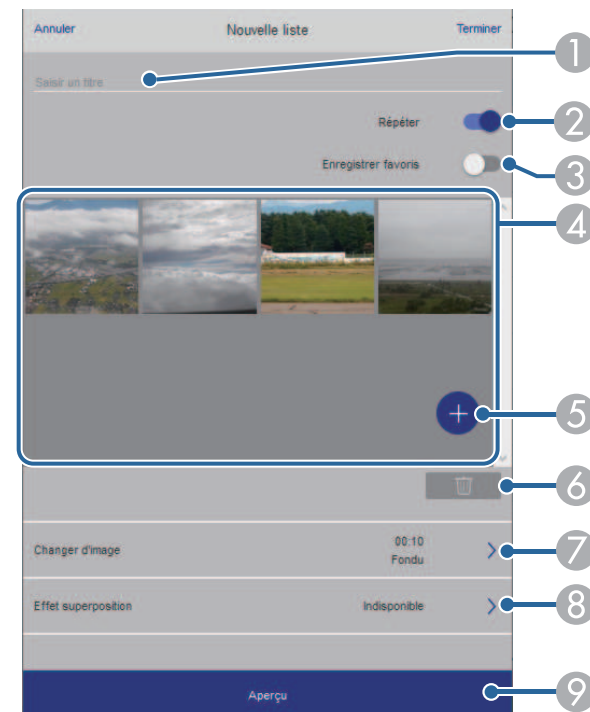 Annuler Nouvelle liste Terminer
Saisir un titre
1
Répéter
2
Enregistrer favoris
3
4
+
5
6
Changer d'image
00:10
Fondu
7
Effet superposition Indisponible
8
Aperçu
9